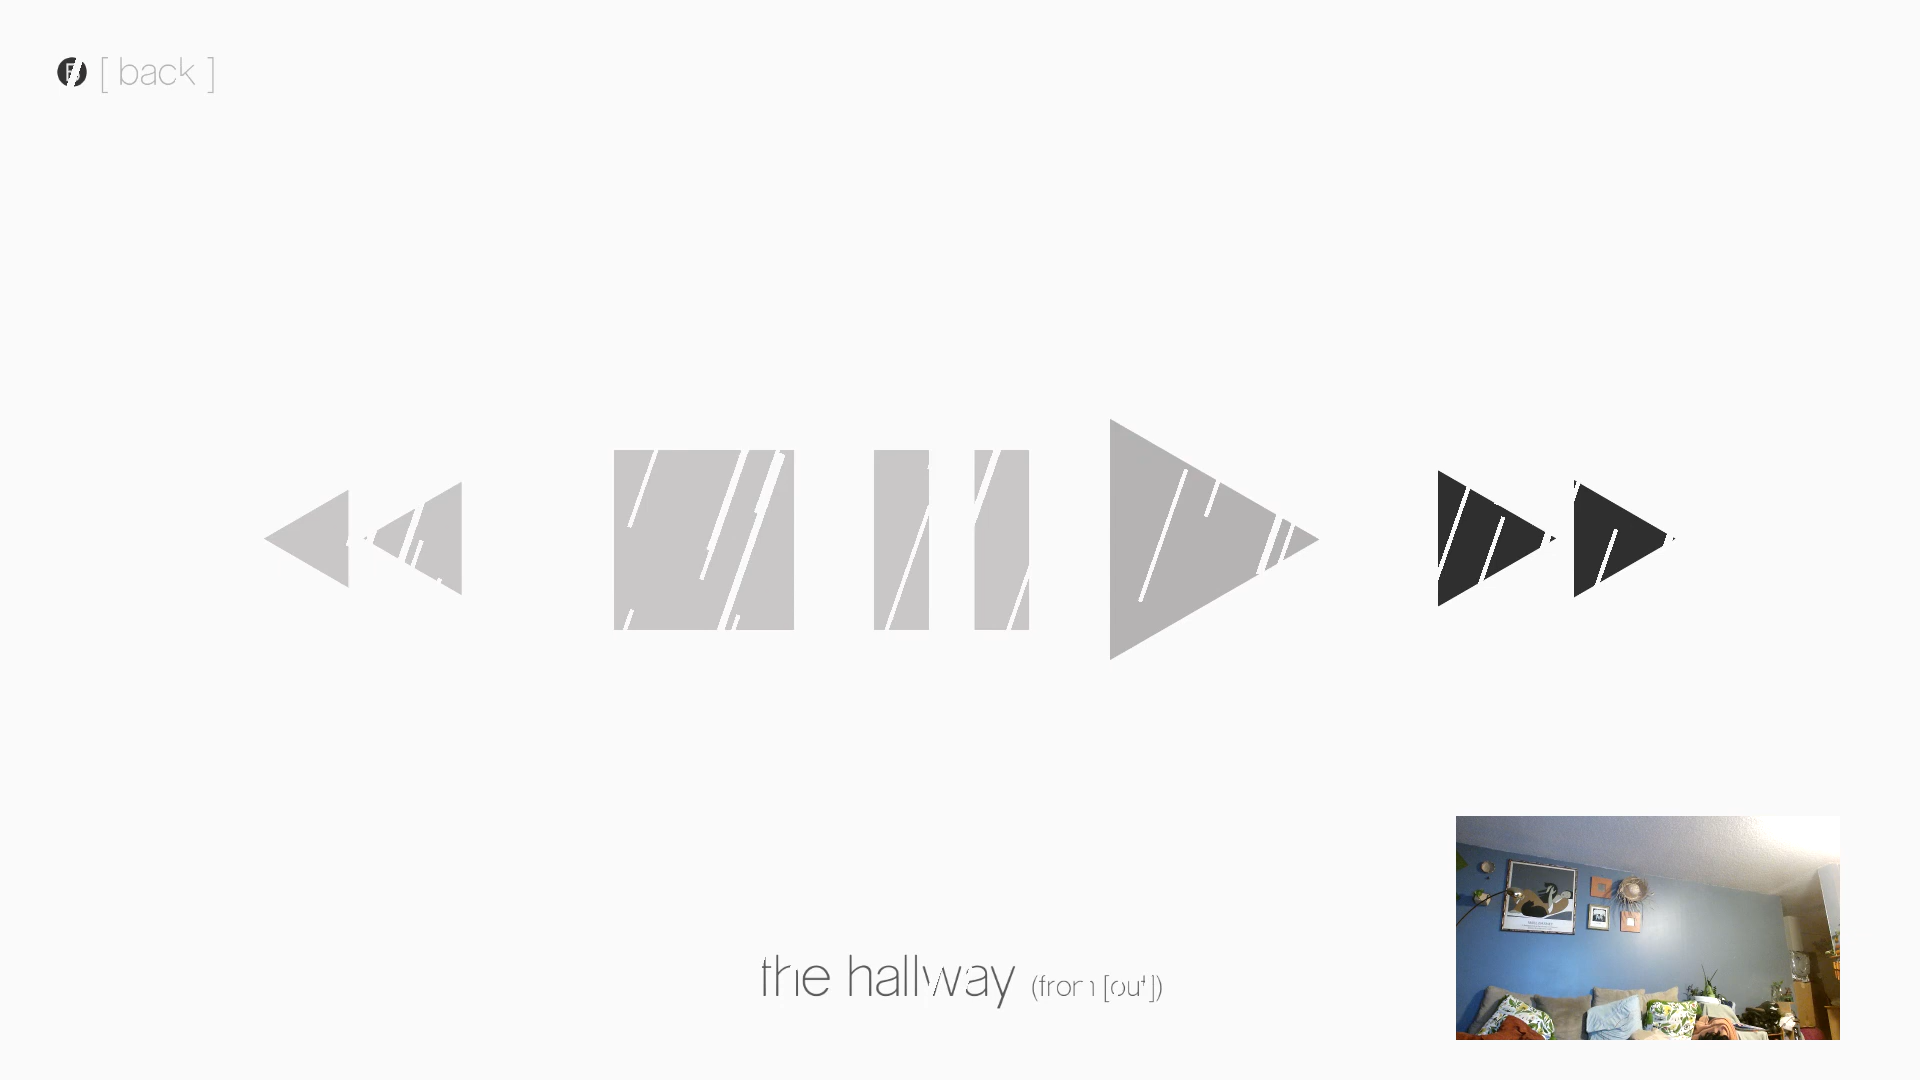 B [ back ]
the hallway (from [out])